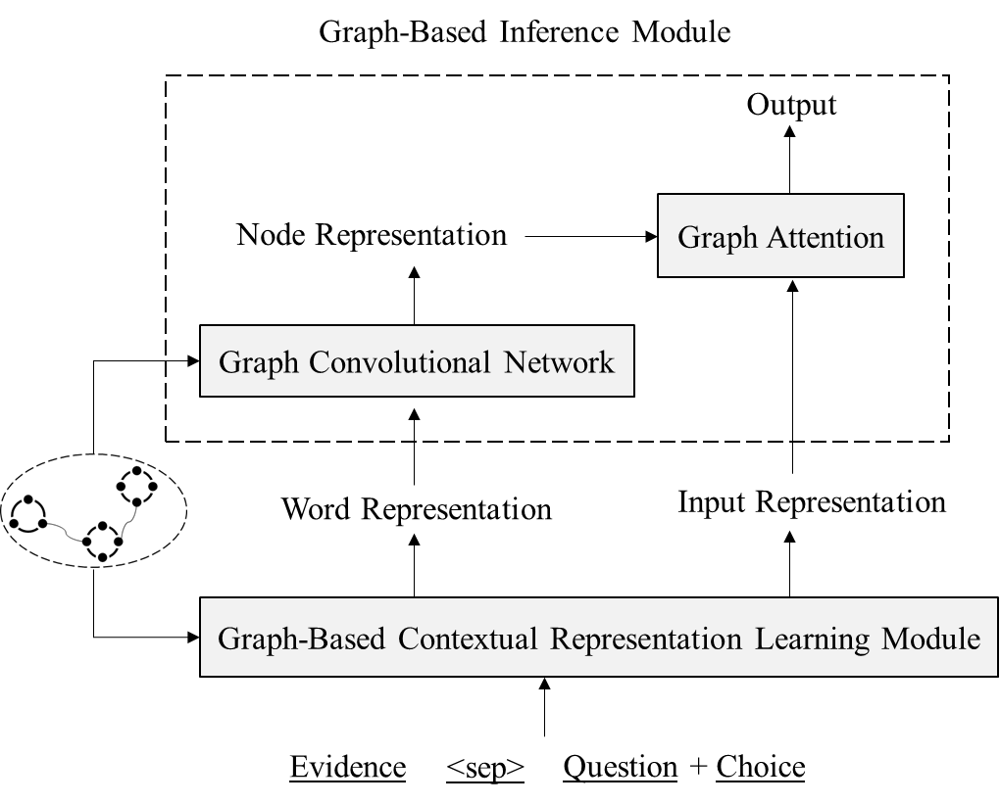 Graph-Based Inference Module
Output
Node Representation
Graph Attention
Graph Convolutional Network
Word Representation
Input Representation
Graph-Based Contextual Representation Learning Module
Evidence <sep> Question + Choice